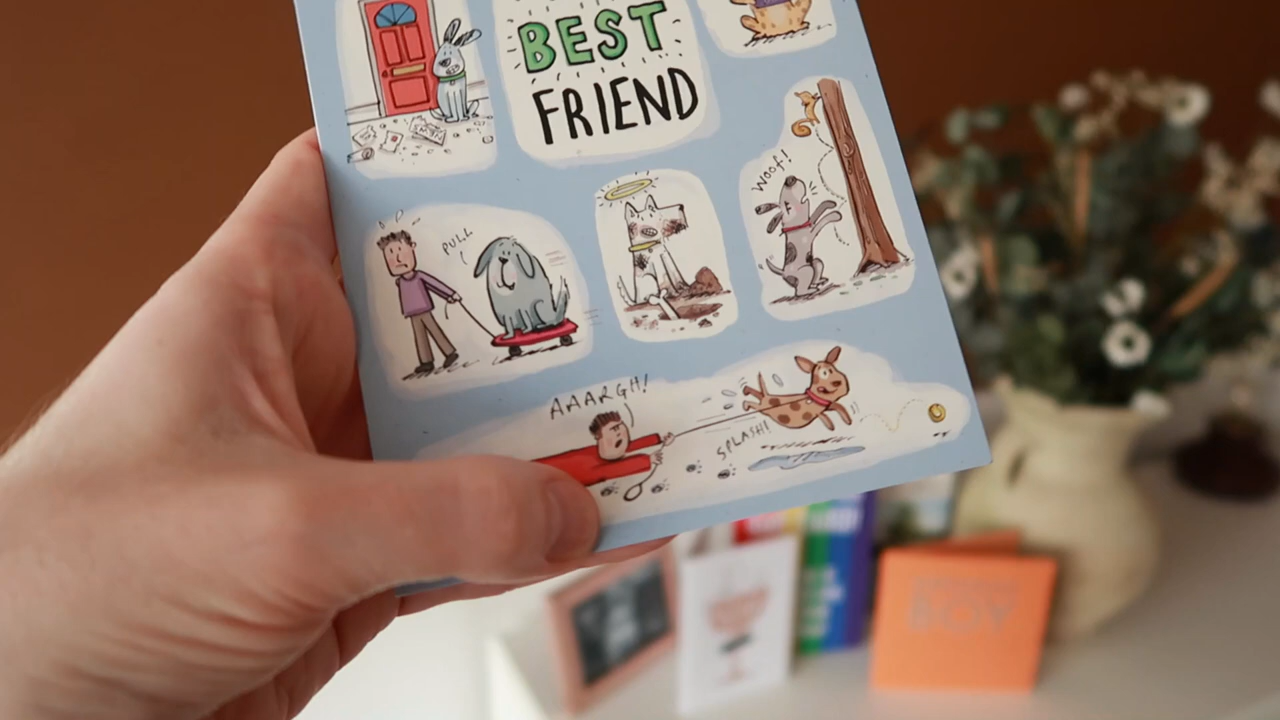 BEST
FRIEND
WOOF!
PULL
AAARGH!
SPLASH!
BOY